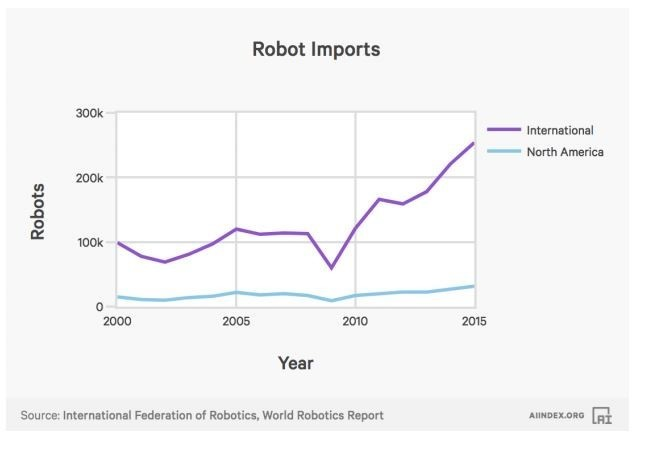 Robot Imports
300k
International
North America
200k
Robots
100k
0
2000 2005 2010 2015
Year
Source: International Federation of Robotics, World Robotics Report
AIINDEX.ORG AI